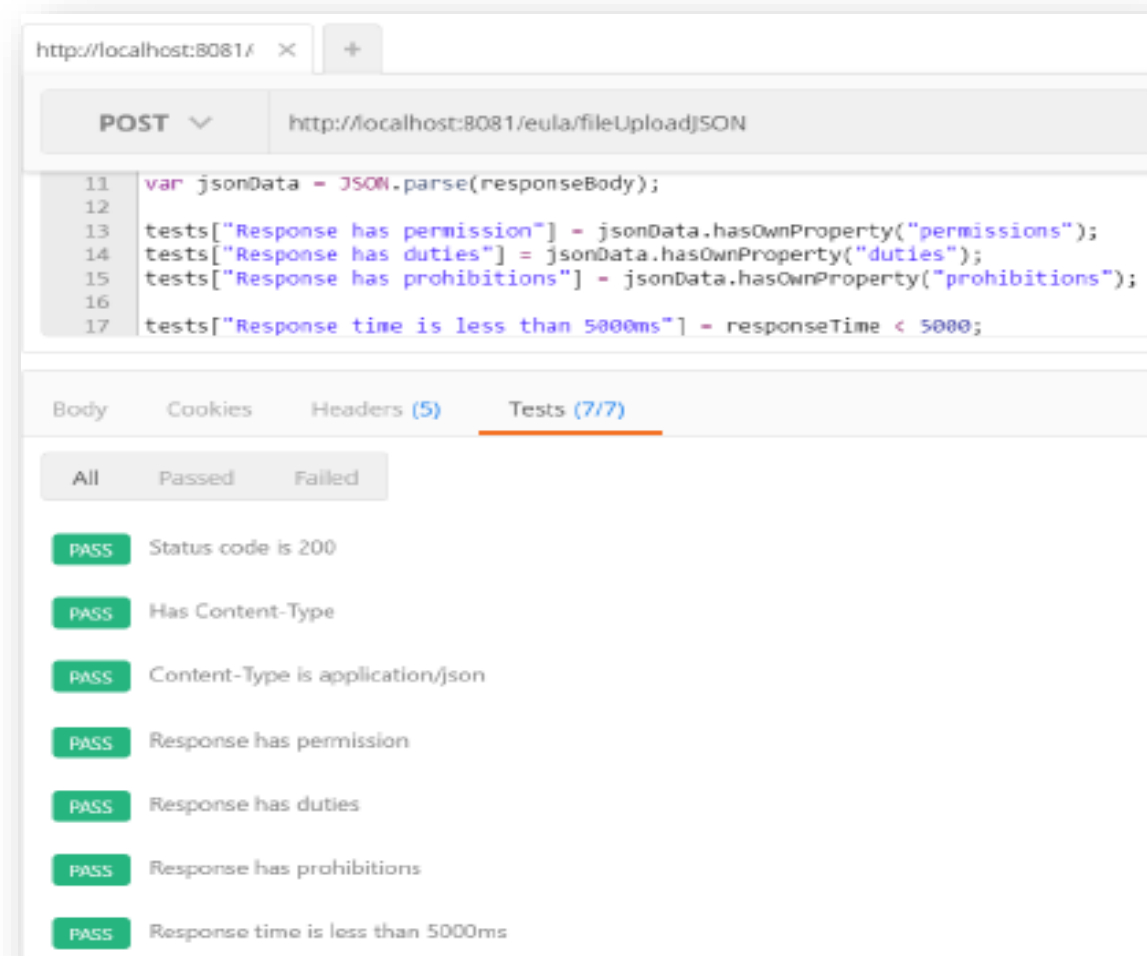 http://localhost:8081/ × +
POST http://localhost:8081/eula/fileUploadJSON
11 var jsonData = JSON.parse(responseBody);
12
13 tests["Response has permission"] = jsonData.hasOwnProperty("permissions");
14 tests["Response has duties"] = jsonData.hasOwnProperty("duties");
15 tests["Response has prohibitions"] = jsonData.hasOwnProperty("prohibitions");
16
17 tests["Response time is less than 5000ms"] = responseTime < 5000;
Body Cookies Headers (5) Tests (7/7)
All Passed Failed
PASS Status code is 200
PASS Has Content-Type
PASS Content-Type is application/json
PASS Response has permission
PASS Response has duties
PASS Response has prohibitions
PASS Response time is less than 5000ms